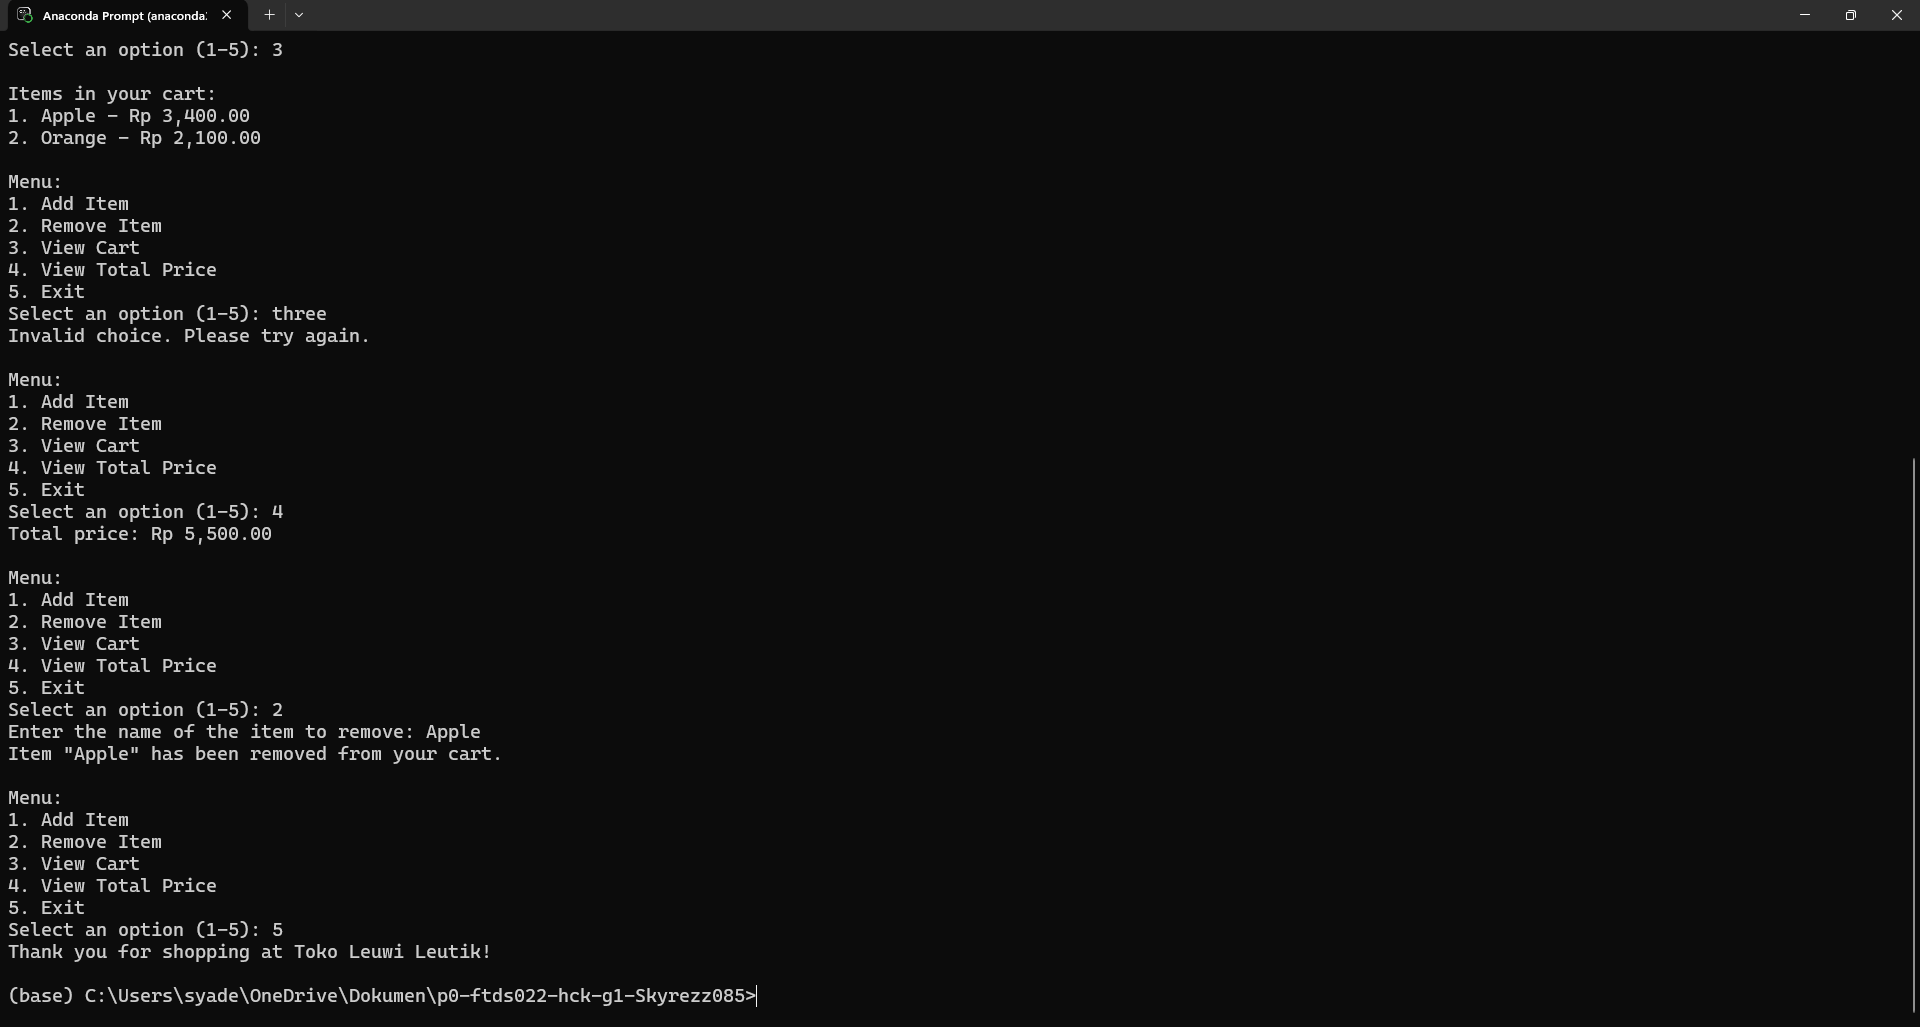 Anaconda Prompt (anaconda
Select an option (1-5): 3
Items in your cart:
1. Apple - Rp 3,400.00
2. Orange - Rp 2,100.00
Menu:
1. Add Item
2. Remove Item
3. View Cart
4. View Total Price
5. Exit
Select an option (1-5): three
Invalid choice. Please try again.
Menu:
1. Add Item
2. Remove Item
3. View Cart
4. View Total Price
5. Exit
Select an option (1-5): 4
Total price: Rp 5,500.00
Menu:
1. Add Item
2. Remove Item
3. View Cart
4. View Total Price
5. Exit
Select an option (1-5): 2
Enter the name of the item to remove: Apple
Item "Apple" has been removed from your cart.
Menu:
1. Add Item
2. Remove Item
3. View Cart
4. View Total Price
5. Exit
Select an option (1-5): 5
Thank you for shopping at Toko Leuwi Leutik!
(base) C:\Users\syade\OneDrive\Dokumen\p0-ftds022-hck-g1-Skyrezz085>